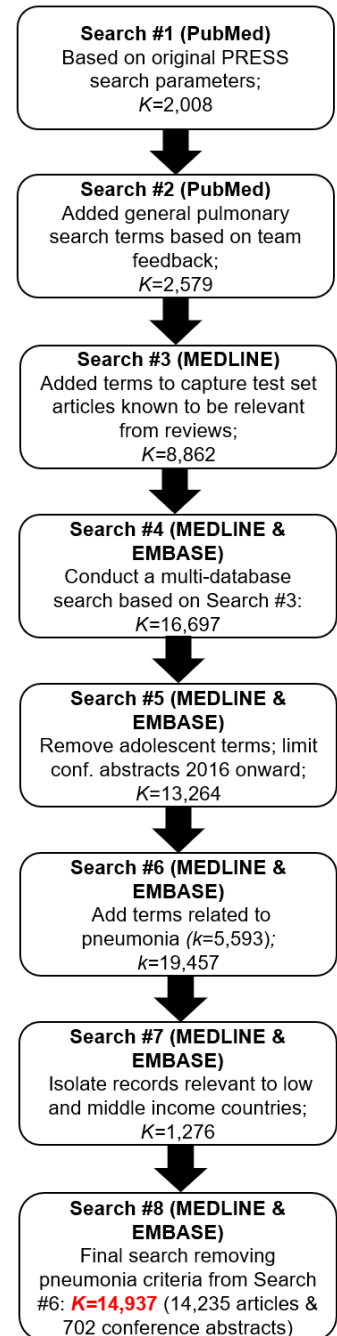 Search #1 (PubMed)
Based on original PRESS
search parameters;
K=2,008
Search #2 (PubMed)
Added general pulmonary
search terms based on team
feedback;
K=2,579
Search #3 (MEDLINE)
Added terms to capture test set
articles known to be relevant
from reviews;
K=8,862
Search #4 (MEDLINE &
EMBASE)
Conduct a multi-database
search based on Search #3:
K=16,697
Search #5 (MEDLINE &
EMBASE)
Remove adolescent terms; limit
conf. abstracts 2016 onward;
K=13,264
Search #6 (MEDLINE &
EMBASE)
Add terms related to
pneumonia (k=5,593);
k=19,457
Search #7 (MEDLINE &
EMBASE)
Isolate records relevant to low
and middle income countries;
K=1,276
Search #8 (MEDLINE &
EMBASE)
Final search removing
pneumonia criteria from Search
#6: K=14,937 (14,235 articles &
702 conference abstracts)